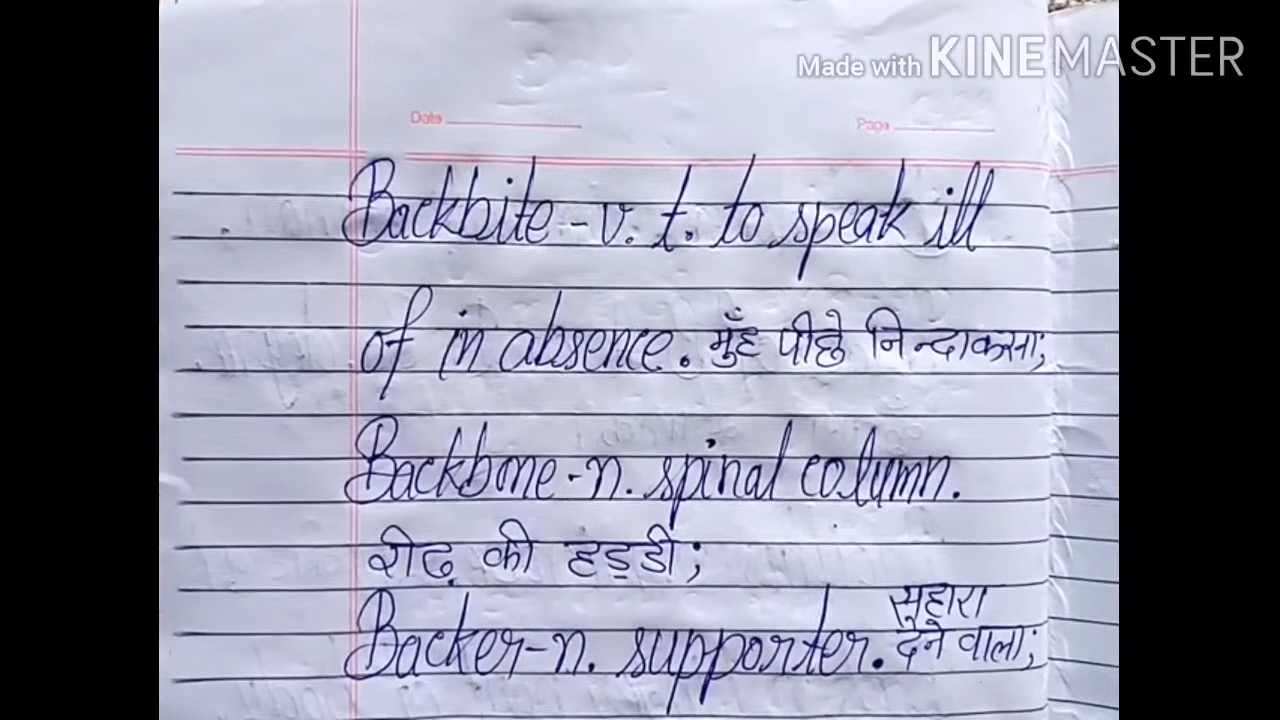 Made with KINEMASTER
Date
Page
Backbite - v. t. to speak ill
of in absence. मुँह पीछे निन्दा करना;
Backbone - n. spinal column.
रीढ़ की हड्डी;
Backer - n. supporter. सहारा
देने वाला;